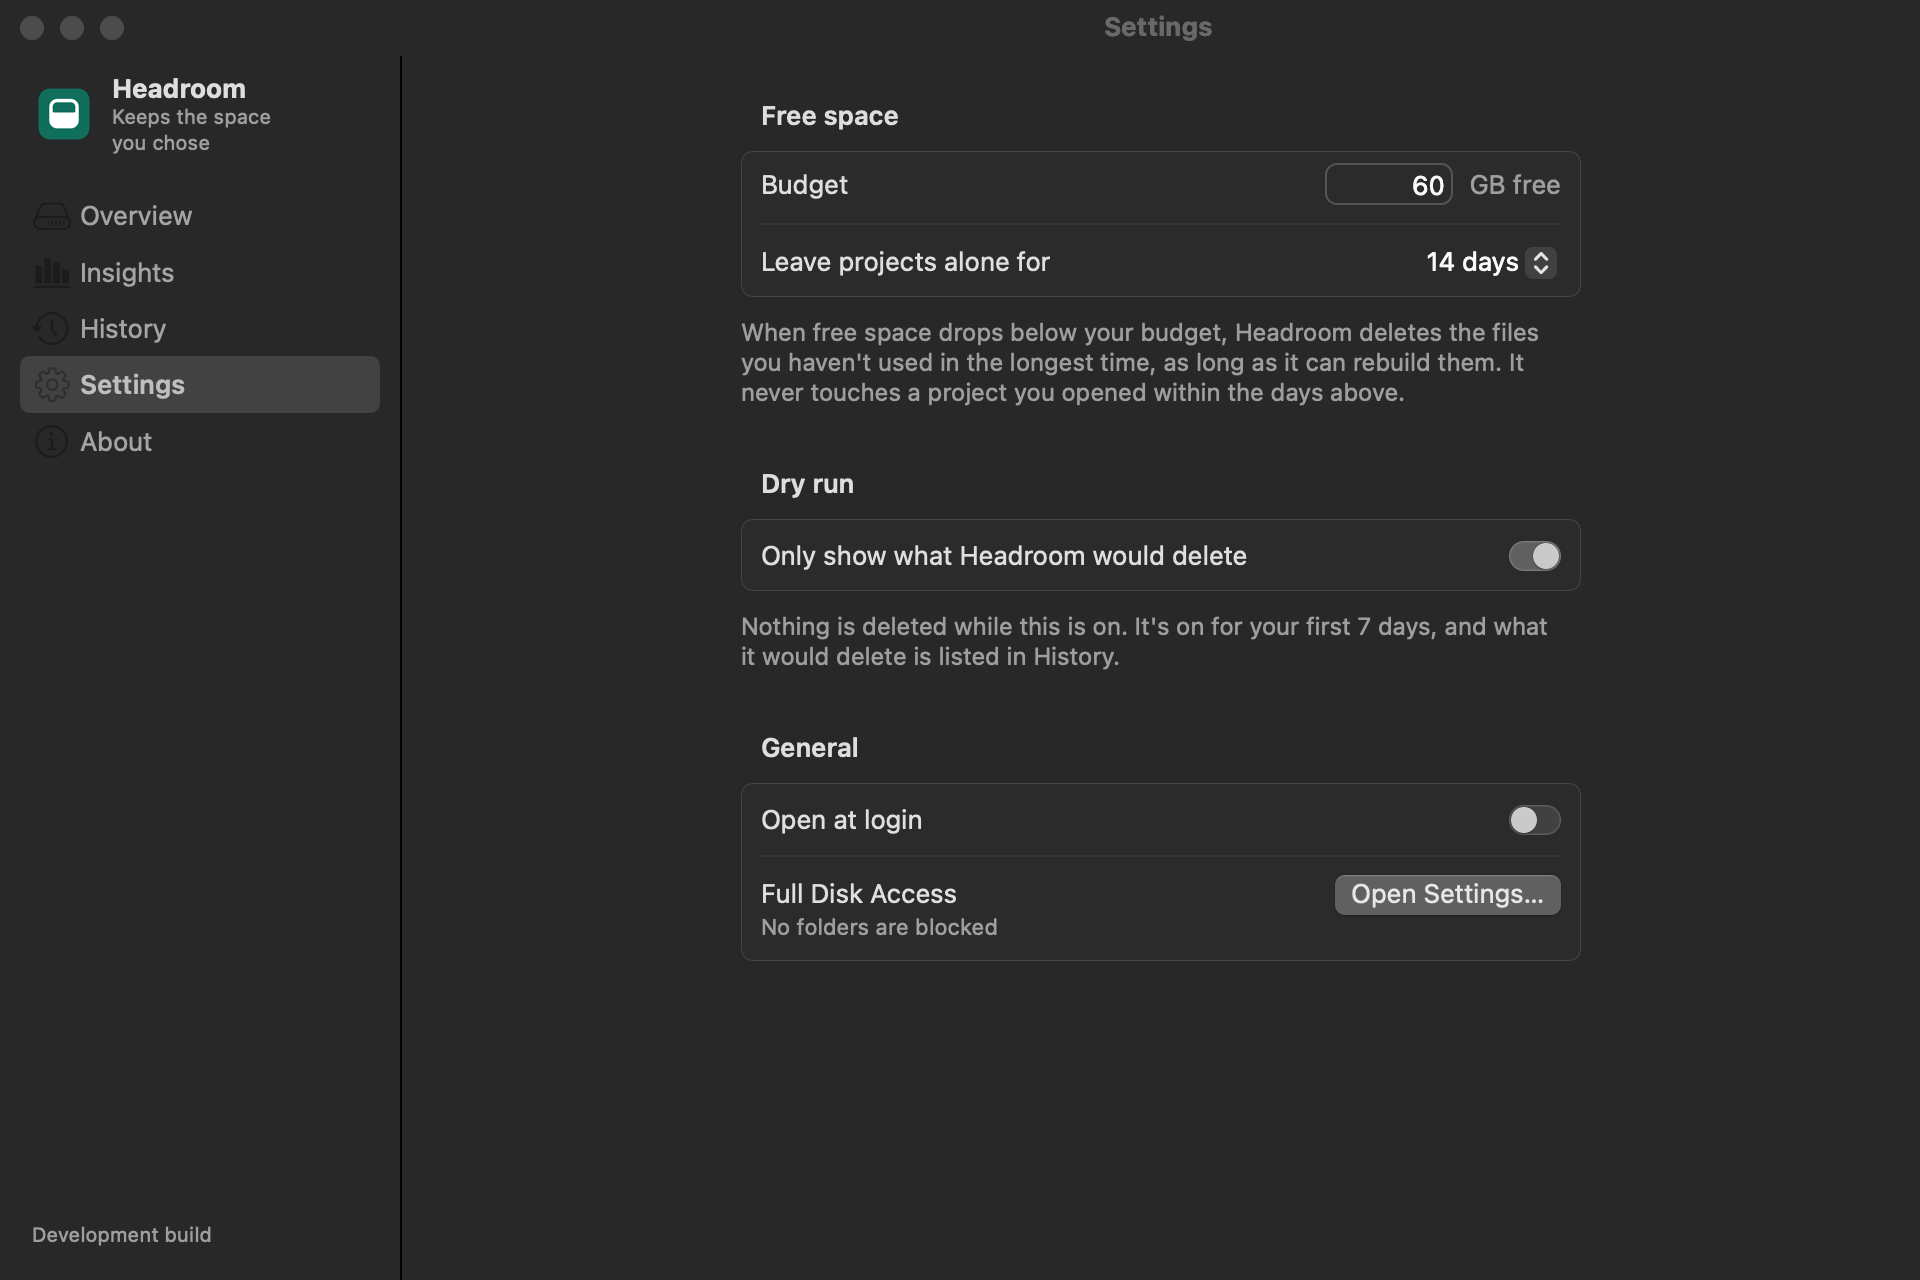 Settings
Headroom
Keeps the space
you chose
Overview
Insights
History
Settings
About
Development build
Free space
Budget
60 GB free
Leave projects alone for
14 days
When free space drops below your budget, Headroom deletes the files
you haven't used in the longest time, as long as it can rebuild them. It
never touches a project you opened within the days above.
Dry run
Only show what Headroom would delete
Nothing is deleted while this is on. It's on for your first 7 days, and what
it would delete is listed in History.
General
Open at login
Full Disk Access
No folders are blocked
Open Settings...